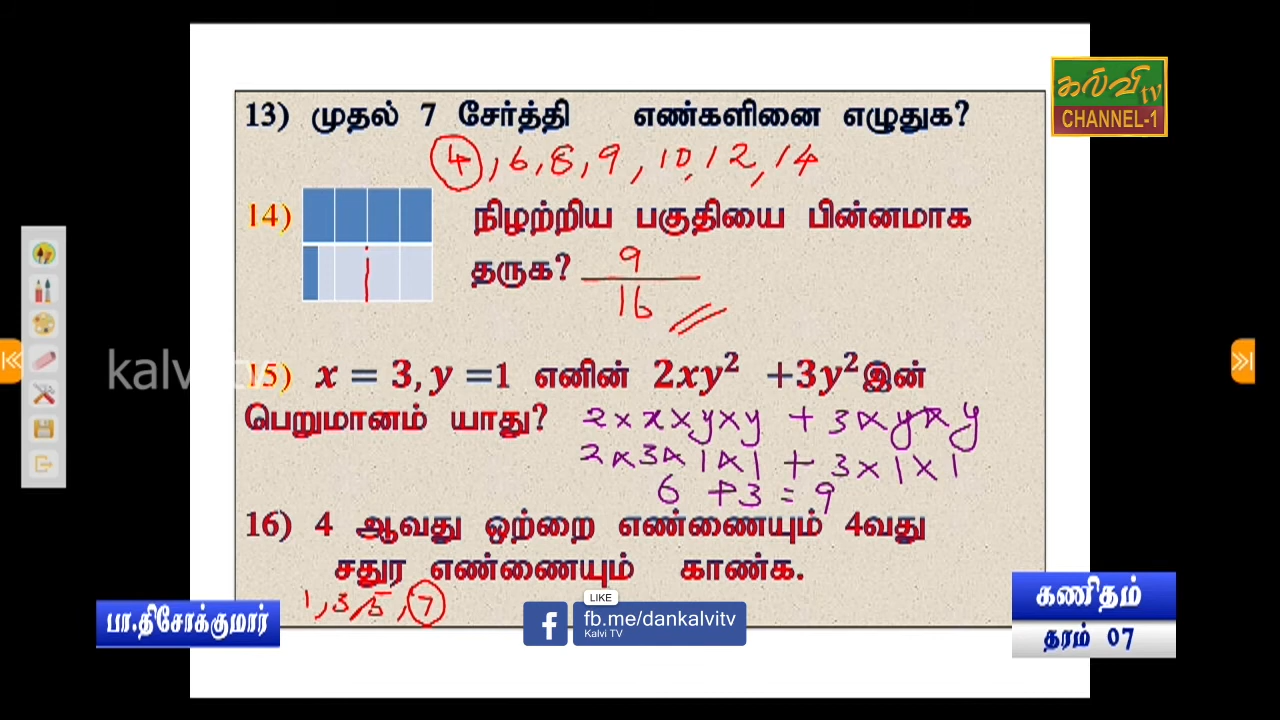 கல்வி tv
CHANNEL-1
13) முதல் 7 சேர்த்தி எண்களினை எழுதுக?
4, 6, 8, 9, 10, 12, 14
14) நிழற்றிய பகுதியை பின்னமாக
தருக? 9/16
kalvi
15) x = 3, y =1 எனின் 2xy² +3y²இன்
பெறுமானம் யாது? 2 × x × y × y + 3 × y × y
2 × 3 × 1 × 1 + 3 × 1 × 1
6 + 3 = 9
16) 4 ஆவது ஒற்றை எண்ணையும் 4வது
சதுர எண்ணையும் காண்க.
1, 3, 5, 7
பா.திசோக்குமார்
LIKE
f fb.me/dankalvitv
Kalvi TV
கணிதம்
தரம் 07